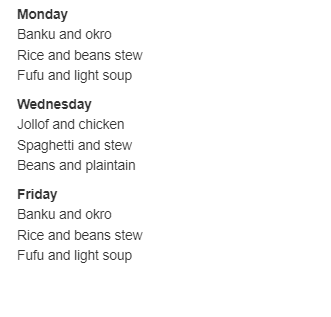 Monday
Banku and okro
Rice and beans stew
Fufu and light soup
Wednesday
Jollof and chicken
Spaghetti and stew
Beans and plaintain
Friday
Banku and okro
Rice and beans stew
Fufu and light soup